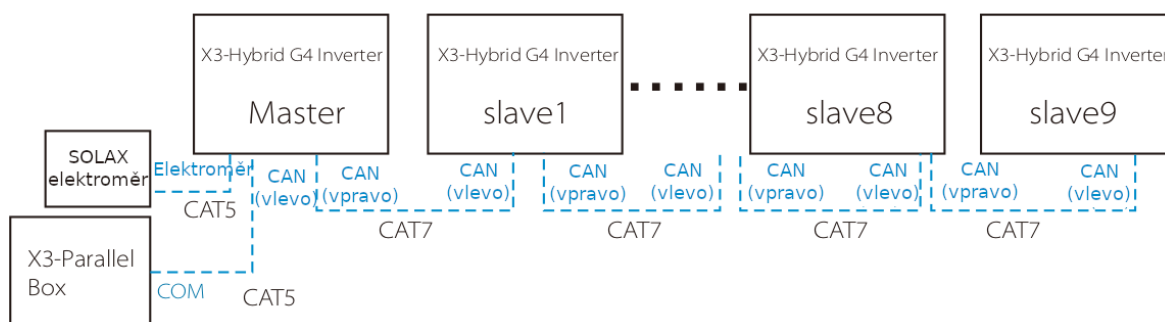 X3-Hybrid G4 Inverter
Master
X3-Hybrid G4 Inverter
slave1
X3-Hybrid G4 Inverter
slave8
X3-Hybrid G4 Inverter
slave9
SOLAX
elektroměr
Elektroměr
CAT5
CAN
(vlevo)
CAN
(vpravo)
CAN
(vlevo)
CAT7
CAN
(vpravo)
CAN
(vlevo)
CAT7
CAN
(vpravo)
CAN
(vlevo)
CAT7
CAN
(vpravo)
CAN
(vlevo)
CAT7
X3-Parallel
Box
COM
CAT5